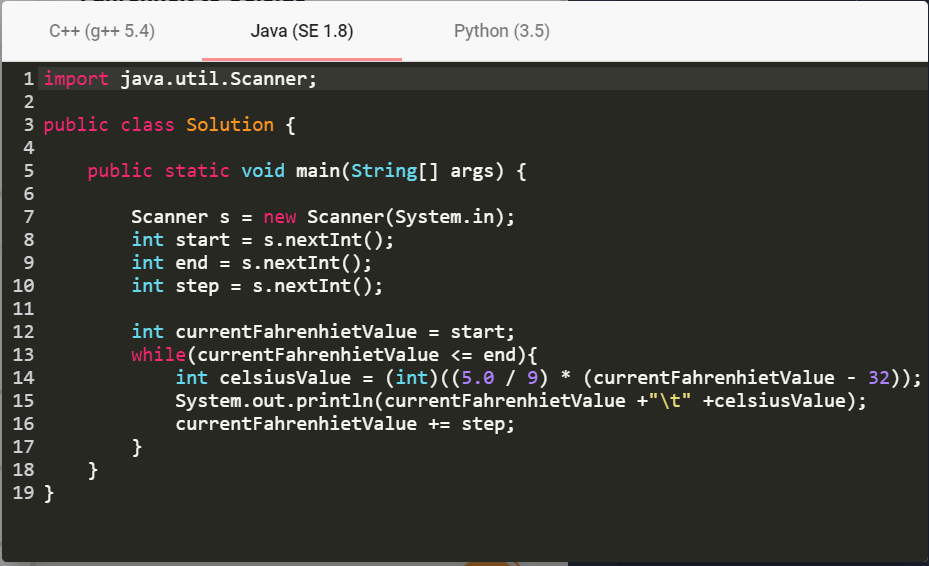 C++ (g++ 5.4) Java (SE 1.8) Python (3.5)
1 import java.util.Scanner;
2
3 public class Solution {
4
5     public static void main(String[] args) {
6
7         Scanner s = new Scanner(System.in);
8         int start = s.nextInt();
9         int end = s.nextInt();
10         int step = s.nextInt();
11
12         int currentFahrenhietValue = start;
13         while(currentFahrenhietValue <= end){
14             int celsiusValue = (int)((5.0 / 9) * (currentFahrenhietValue - 32));
15             System.out.println(currentFahrenhietValue +"\t" +celsiusValue);
16             currentFahrenhietValue += step;
17         }
18     }
19 }